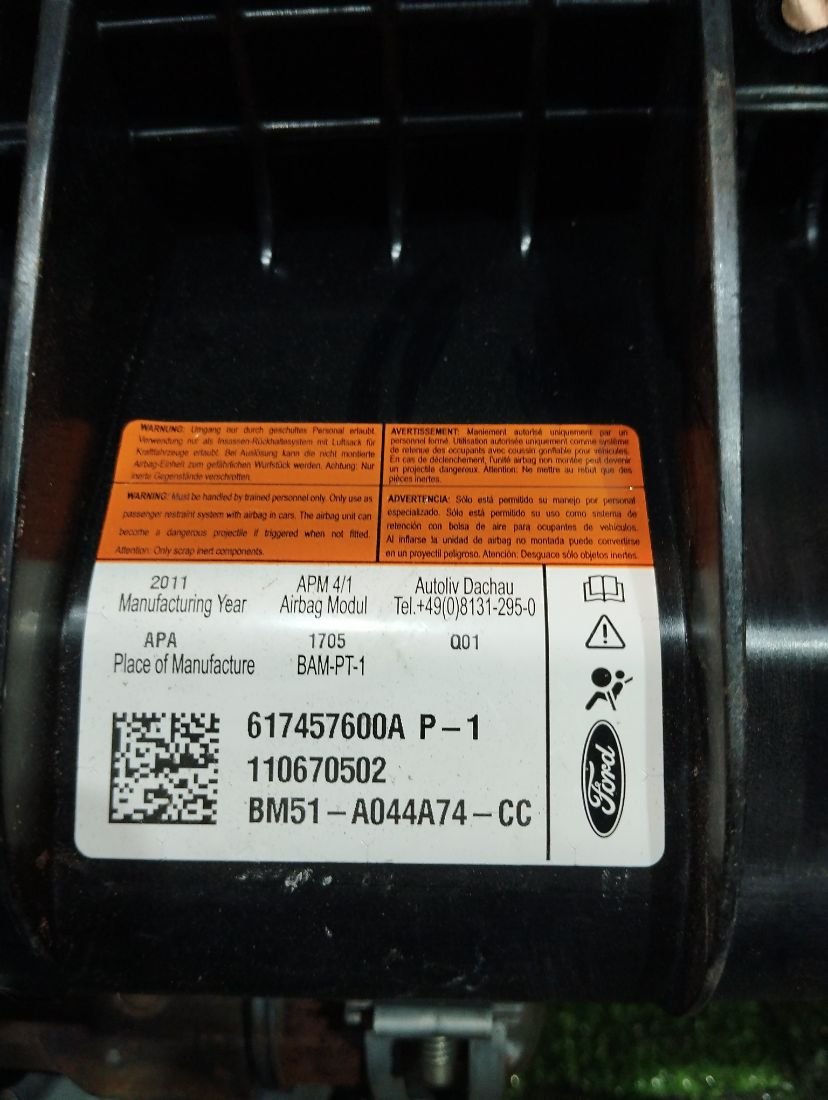 WARNING: Umgang nur durch geschultes Personal erlaubt.
Verwendung nur als Insassen-Rückhaltesystem mit Luftsack für
Kraftfahrzeuge erlaubt. Bei Auslösung kann die nicht montierte
Airbag-Einheit zum gefährlichen Wurfstück werden. Achtung: Nur
inerte Gegenstände verschrotten.
AVERTISSEMENT: Maniement autorisé uniquement par un
personnel formé. Utilisation autorisée uniquement comme système
de retenue des occupants avec coussin gonflable pour véhicules.
En cas de déclenchement, l'unité airbag non montée peut devenir
un projectile dangereux. Attention: Ne mettre au rebut que des
pièces inertes.
WARNING: Must be handled by trained personnel only. Only use as
passenger restraint system with airbag in cars. The airbag unit can
become a dangerous projectile if triggered when not fitted.
Attention: Only scrap inert components.
ADVERTENCIA: Sólo está permitido su manejo por personal
especializado. Sólo está permitido su uso como sistema de
retención con bolsa de aire para ocupantes de vehículos.
Al inflarse la unidad de airbag no montada puede convertirse
en un proyectil peligroso. Atención: Desguace sólo objetos inertes.
2011 APM 4/1 Autoliv Dachau
Manufacturing Year Airbag Modul Tel.+49(0)8131-295-0
APA 1705 Q01
Place of Manufacture BAM-PT-1
617457600A P-1
110670502
BM51-A044A74-CC
Ford